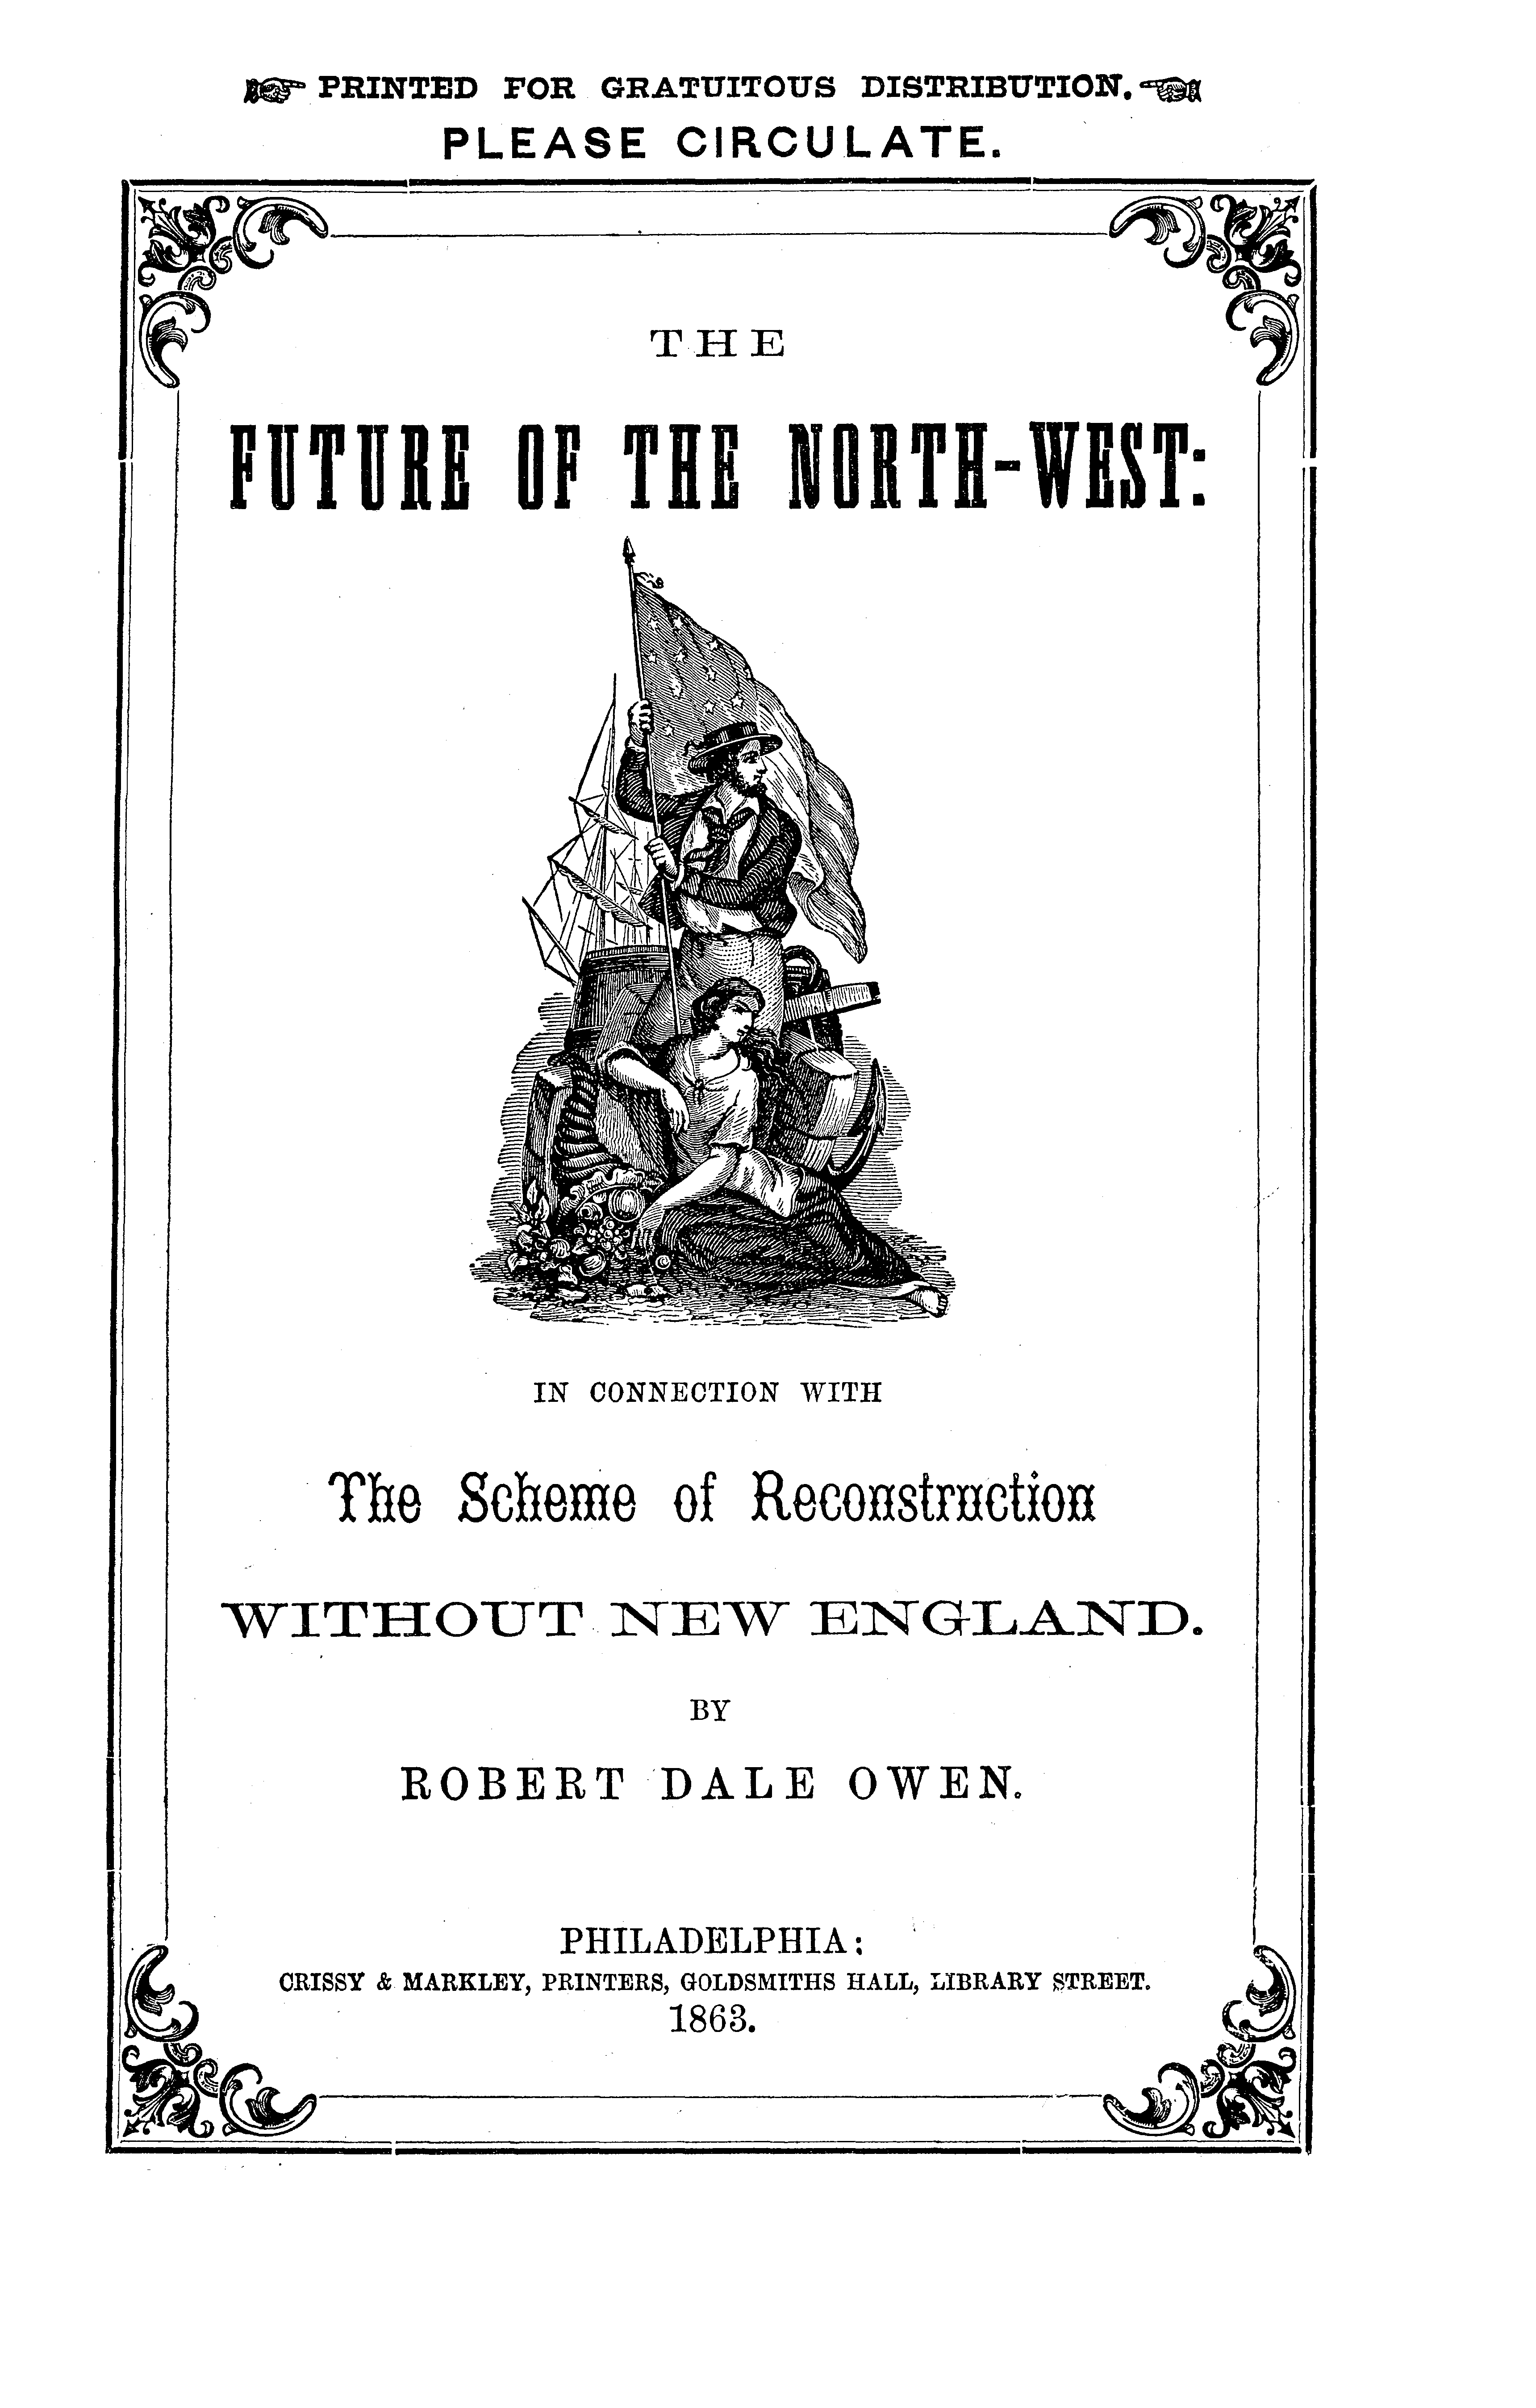 PRINTED FOR GRATUITOUS DISTRIBUTION.
PLEASE CIRCULATE.
THE
FUTURE OF THE NORTH-WEST:
IN CONNECTION WITH
The Scheme of Reconstruction
WITHOUT NEW ENGLAND.
BY
ROBERT DALE OWEN.
PHILADELPHIA:
CRISSY & MARKLEY, PRINTERS, GOLDSMITHS HALL, LIBRARY STREET.
1863.